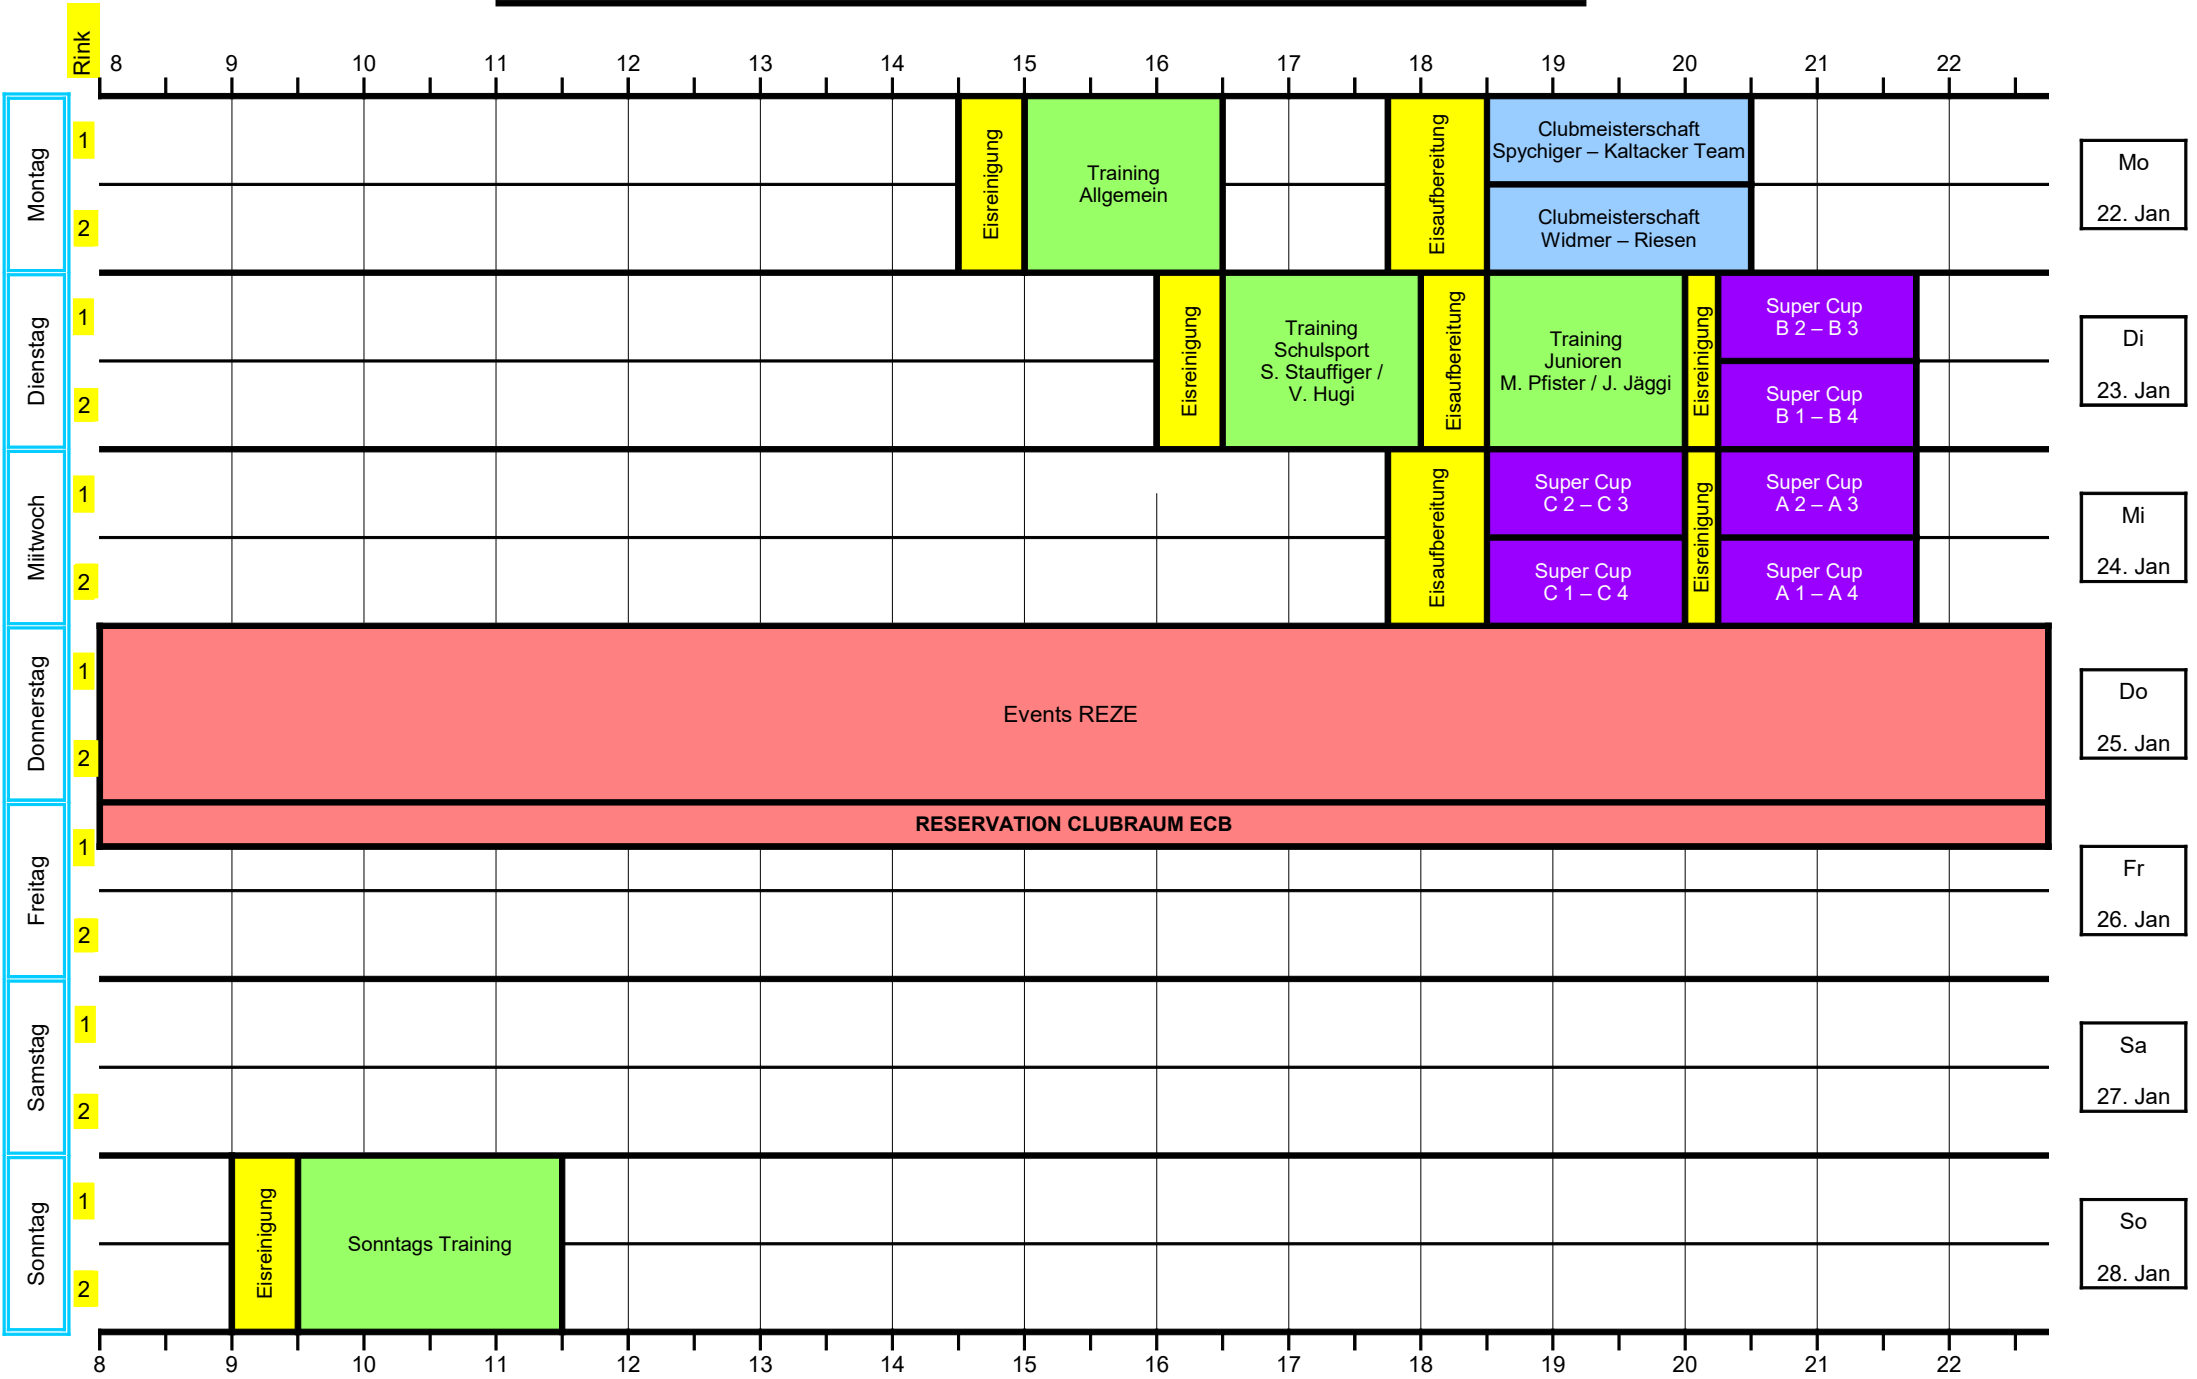 Rink
8 9 10 11 12 13 14 15 16 17 18 19 20 21 22
Montag
1
2
Eisreinigung
Training
Allgemein
Eisaufbereitung
Clubmeisterschaft
Spychiger – Kaltacker Team
Clubmeisterschaft
Widmer – Riesen
Mo
22. Jan
Dienstag
1
2
Eisreinigung
Training
Schulsport
S. Stauffiger /
V. Hugi
Eisaufbereitung
Training
Junioren
M. Pfister / J. Jäggi
Eisreinigung
Super Cup
B 2 – B 3
Super Cup
B 1 – B 4
Di
23. Jan
Mittwoch
1
2
Eisaufbereitung
Super Cup
C 2 – C 3
Super Cup
C 1 – C 4
Eisreinigung
Super Cup
A 2 – A 3
Super Cup
A 1 – A 4
Mi
24. Jan
Donnerstag
1
2
Events REZE
Do
25. Jan
RESERVATION CLUBRAUM ECB
Freitag
1
2
Fr
26. Jan
Samstag
1
2
Sa
27. Jan
Sonntag
1
2
Eisreinigung
Sonntags Training
So
28. Jan
8 9 10 11 12 13 14 15 16 17 18 19 20 21 22